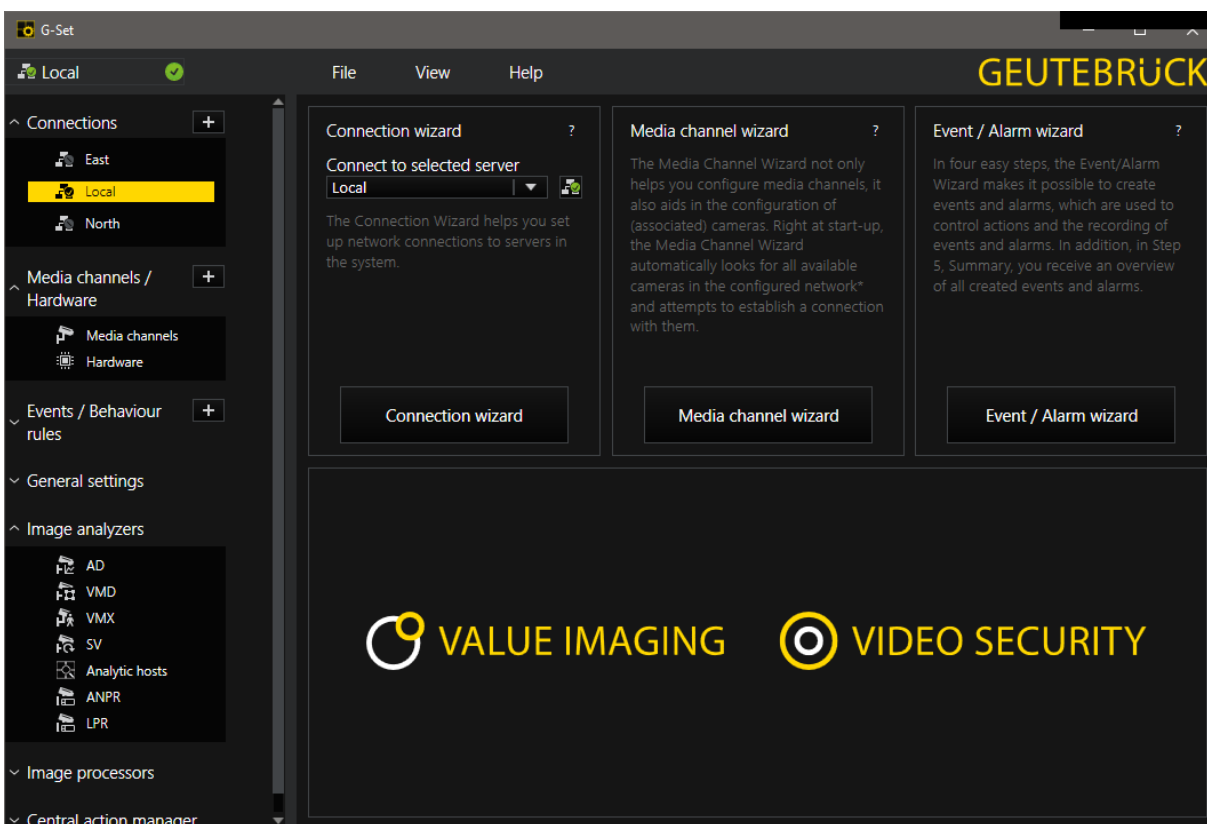 G-Set
Local
File View Help
GEUTEBRÜCK
Connections +
East
Local
North
Media channels /
Hardware
+
Media channels
Hardware
Events / Behaviour
rules
+
General settings
Image analyzers
AD
VMD
VMX
SV
Analytic hosts
ANPR
LPR
Image processors
Central action manager
Connection wizard ?
Connect to selected server
Local
The Connection Wizard helps you set
up network connections to servers in
the system.
Connection wizard
Media channel wizard ?
The Media Channel Wizard not only
helps you configure media channels, it
also aids in the configuration of
(associated) cameras. Right at start-up,
the Media Channel Wizard
automatically looks for all available
cameras in the configured network*
and attempts to establish a connection
with them.
Media channel wizard
Event / Alarm wizard ?
In four easy steps, the Event/Alarm
Wizard makes it possible to create
events and alarms, which are used to
control actions and the recording of
events and alarms. In addition, in Step
5, Summary, you receive an overview
of all created events and alarms.
Event / Alarm wizard
VALUE IMAGING
VIDEO SECURITY